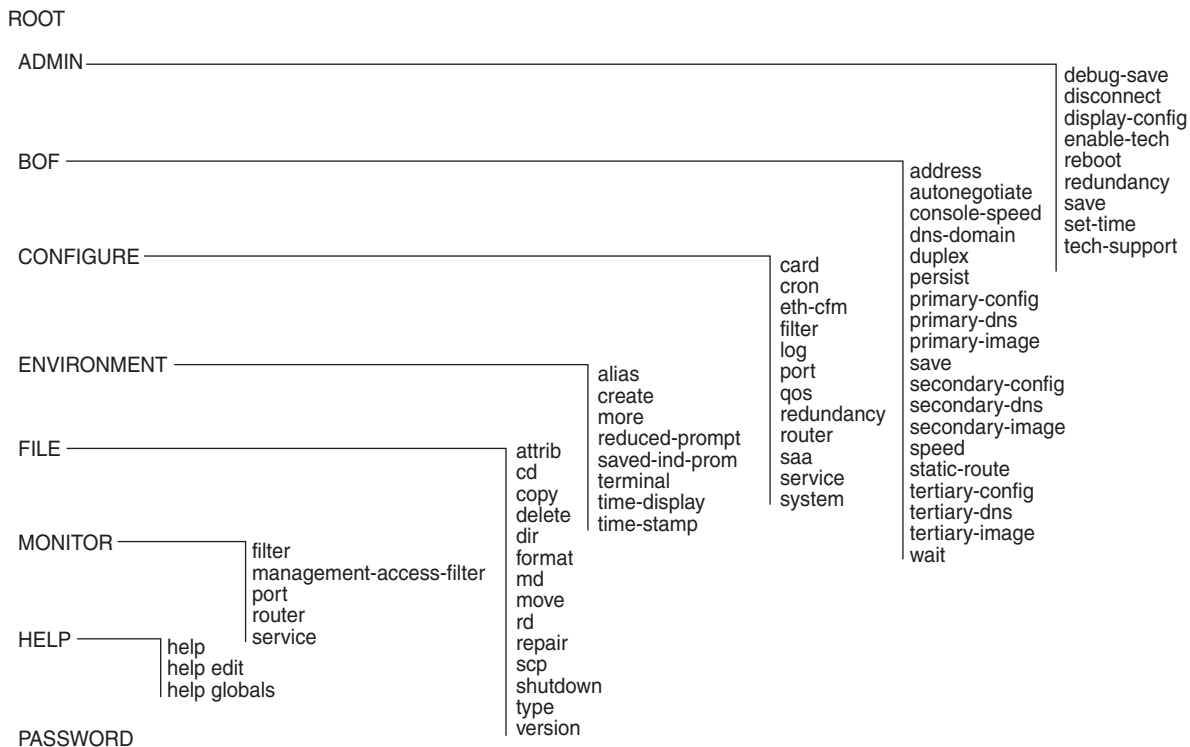 ROOT
ADMIN
debug-save
disconnect
display-config
enable-tech
reboot
redundancy
save
set-time
tech-support
BOF
address
autonegotiate
console-speed
dns-domain
duplex
persist
primary-config
primary-dns
primary-image
save
secondary-config
secondary-dns
secondary-image
speed
static-route
tertiary-config
tertiary-dns
tertiary-image
wait
CONFIGURE
card
cron
eth-cfm
filter
log
port
qos
redundancy
router
saa
service
system
ENVIRONMENT
alias
create
more
reduced-prompt
saved-ind-prom
terminal
time-display
time-stamp
FILE
attrib
cd
copy
delete
dir
format
md
move
rd
repair
scp
shutdown
type
version
MONITOR
filter
management-access-filter
port
router
service
HELP
help
help edit
help globals
PASSWORD